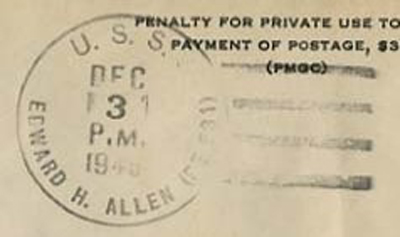 PENALTY FOR PRIVATE USE TO
PAYMENT OF POSTAGE, $3
(PMGC)
U. S. S.
DEC
3
P.M.
EDWARD H. ALLEN